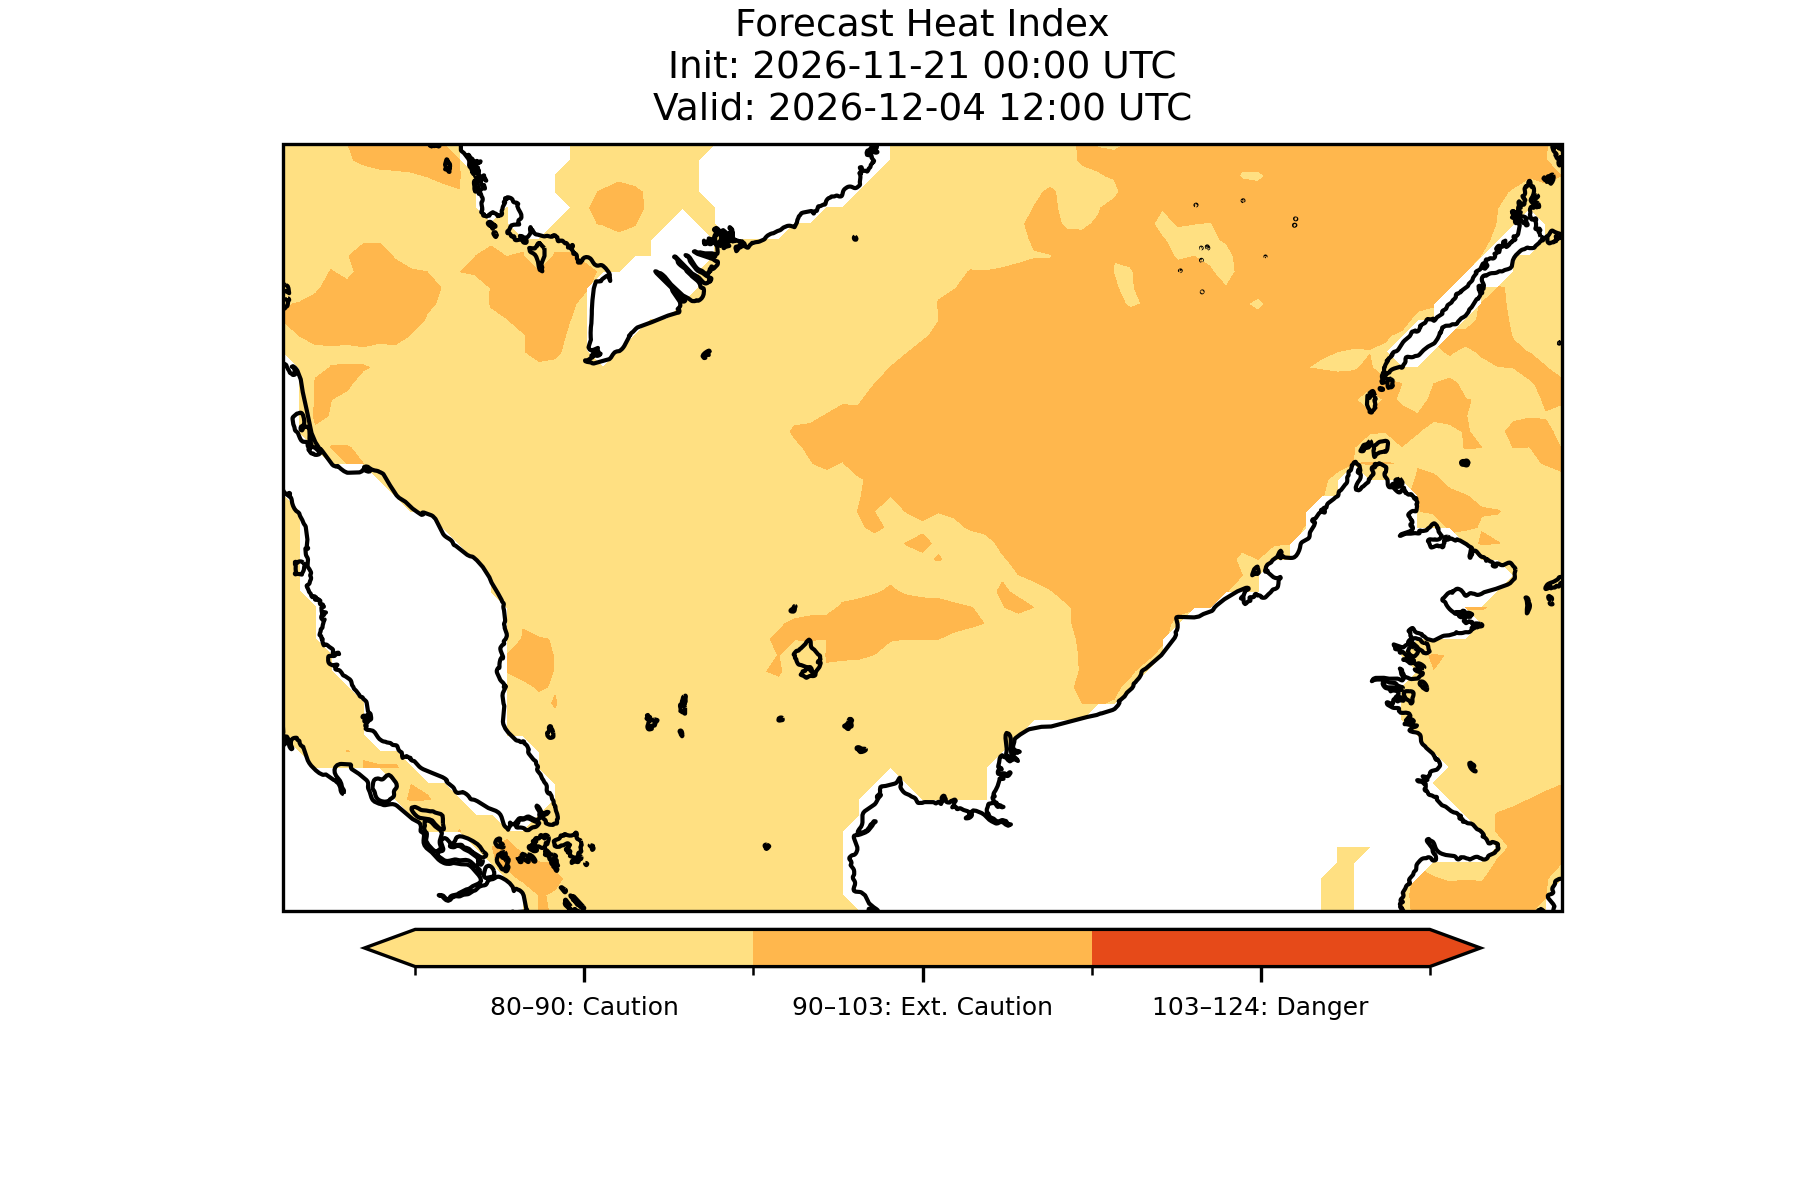 Forecast Heat Index
Init: 2026-11-21 00:00 UTC
Valid: 2026-12-04 12:00 UTC
80–90: Caution
90–103: Ext. Caution
103–124: Danger